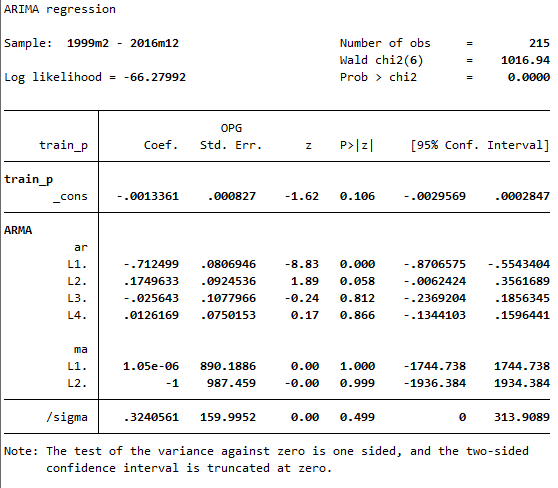 ARIMA regression
Sample: 1999m2 - 2016m12 Number of obs = 215
Wald chi2(6) = 1016.94
Log likelihood = -66.27992 Prob > chi2 = 0.0000
OPG
train_p Coef. Std. Err. z P>|z| [95% Conf. Interval]
train_p
_cons -.0013361 .000827 -1.62 0.106 -.0029569 .0002847
ARMA
ar
L1. -.712499 .0806946 -8.83 0.000 -.8706575 -.5543404
L2. .1749633 .0924536 1.89 0.058 -.0062424 .3561689
L3. -.025643 .1077966 -0.24 0.812 -.2369204 .1856345
L4. .0126169 .0750153 0.17 0.866 -.1344103 .1596441
ma
L1. 1.05e-06 890.1886 0.00 1.000 -1744.738 1744.738
L2. -1 987.459 -0.00 0.999 -1936.384 1934.384
/sigma .3240561 159.9952 0.00 0.499 0 313.9089
Note: The test of the variance against zero is one sided, and the two-sided
confidence interval is truncated at zero.